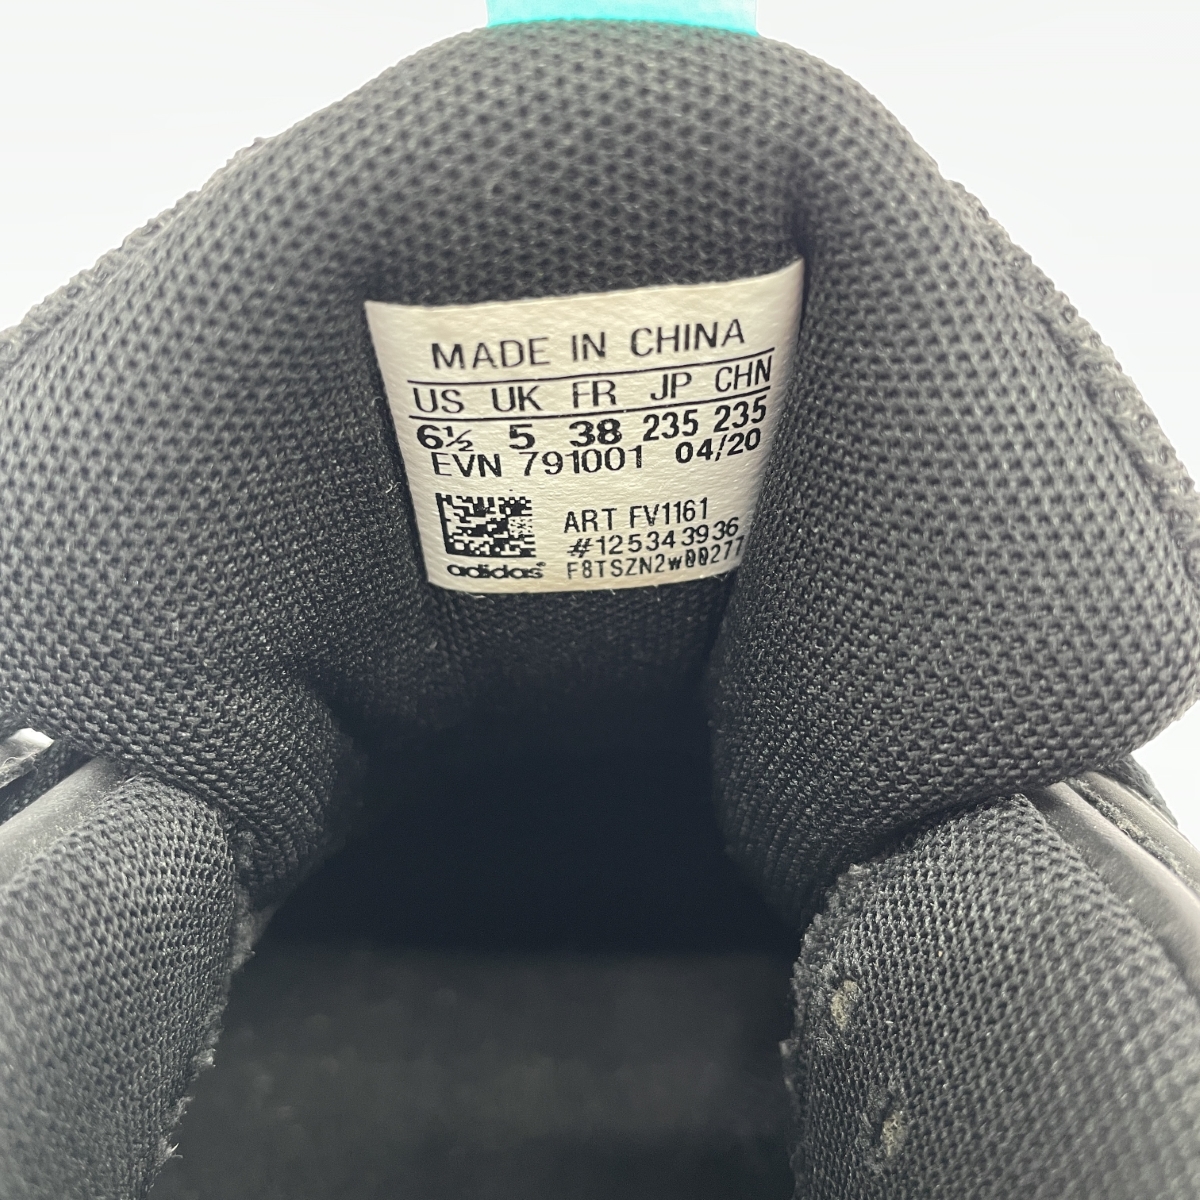 MADE IN CHINA
US UK FR JP CHN
6½ 5 38 235 235
EVN 791001 04/20
ART FV1161
#125343936
adidas® F8TSZN2w00277